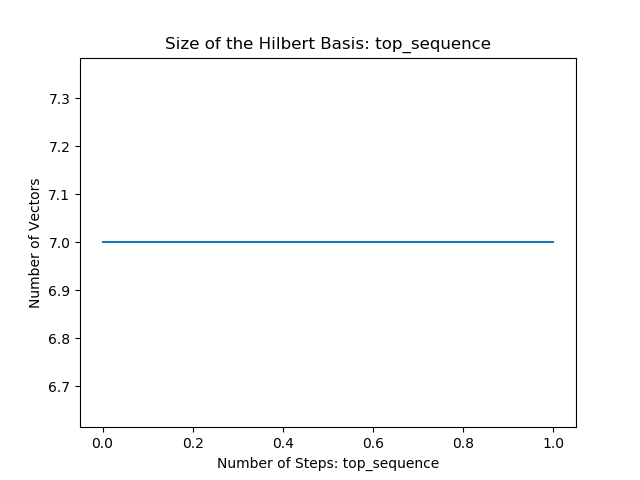 Size of the Hilbert Basis: top_sequence
7.3
7.2
7.1
7.0
6.9
6.8
6.7
Number of Vectors
0.0 0.2 0.4 0.6 0.8 1.0
Number of Steps: top_sequence